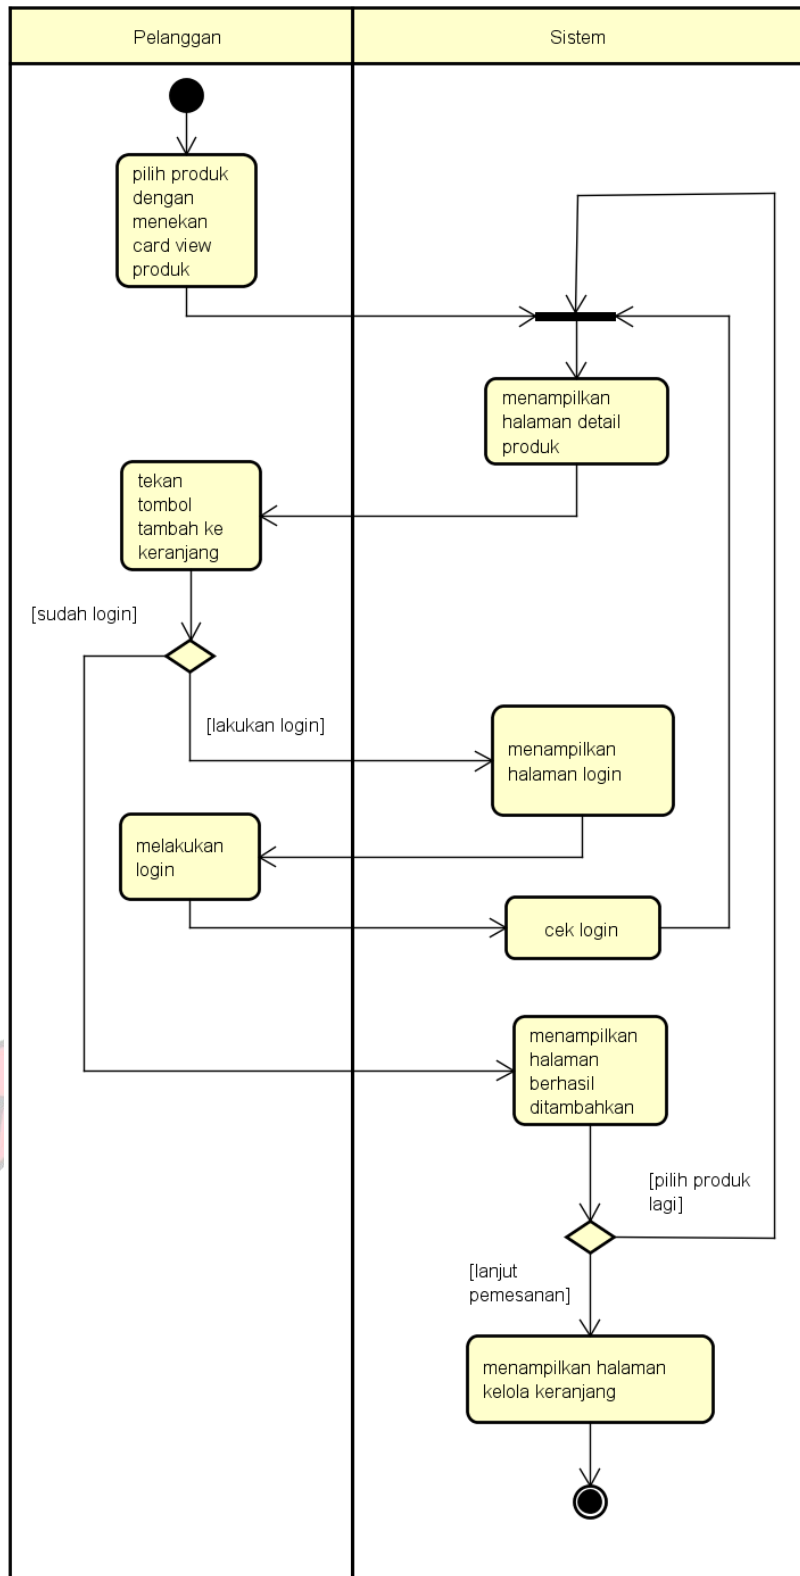 Pelanggan
Sistem
pilih produk
dengan
menekan
card view
produk
menampilkan
halaman detail
produk
tekan
tombol
tambah ke
keranjang
[sudah login]
[lakukan login]
menampilkan
halaman login
melakukan
login
cek login
menampilkan
halaman
berhasil
ditambahkan
[pilih produk
lagi]
[lanjut
pemesanan]
menampilkan halaman
kelola keranjang